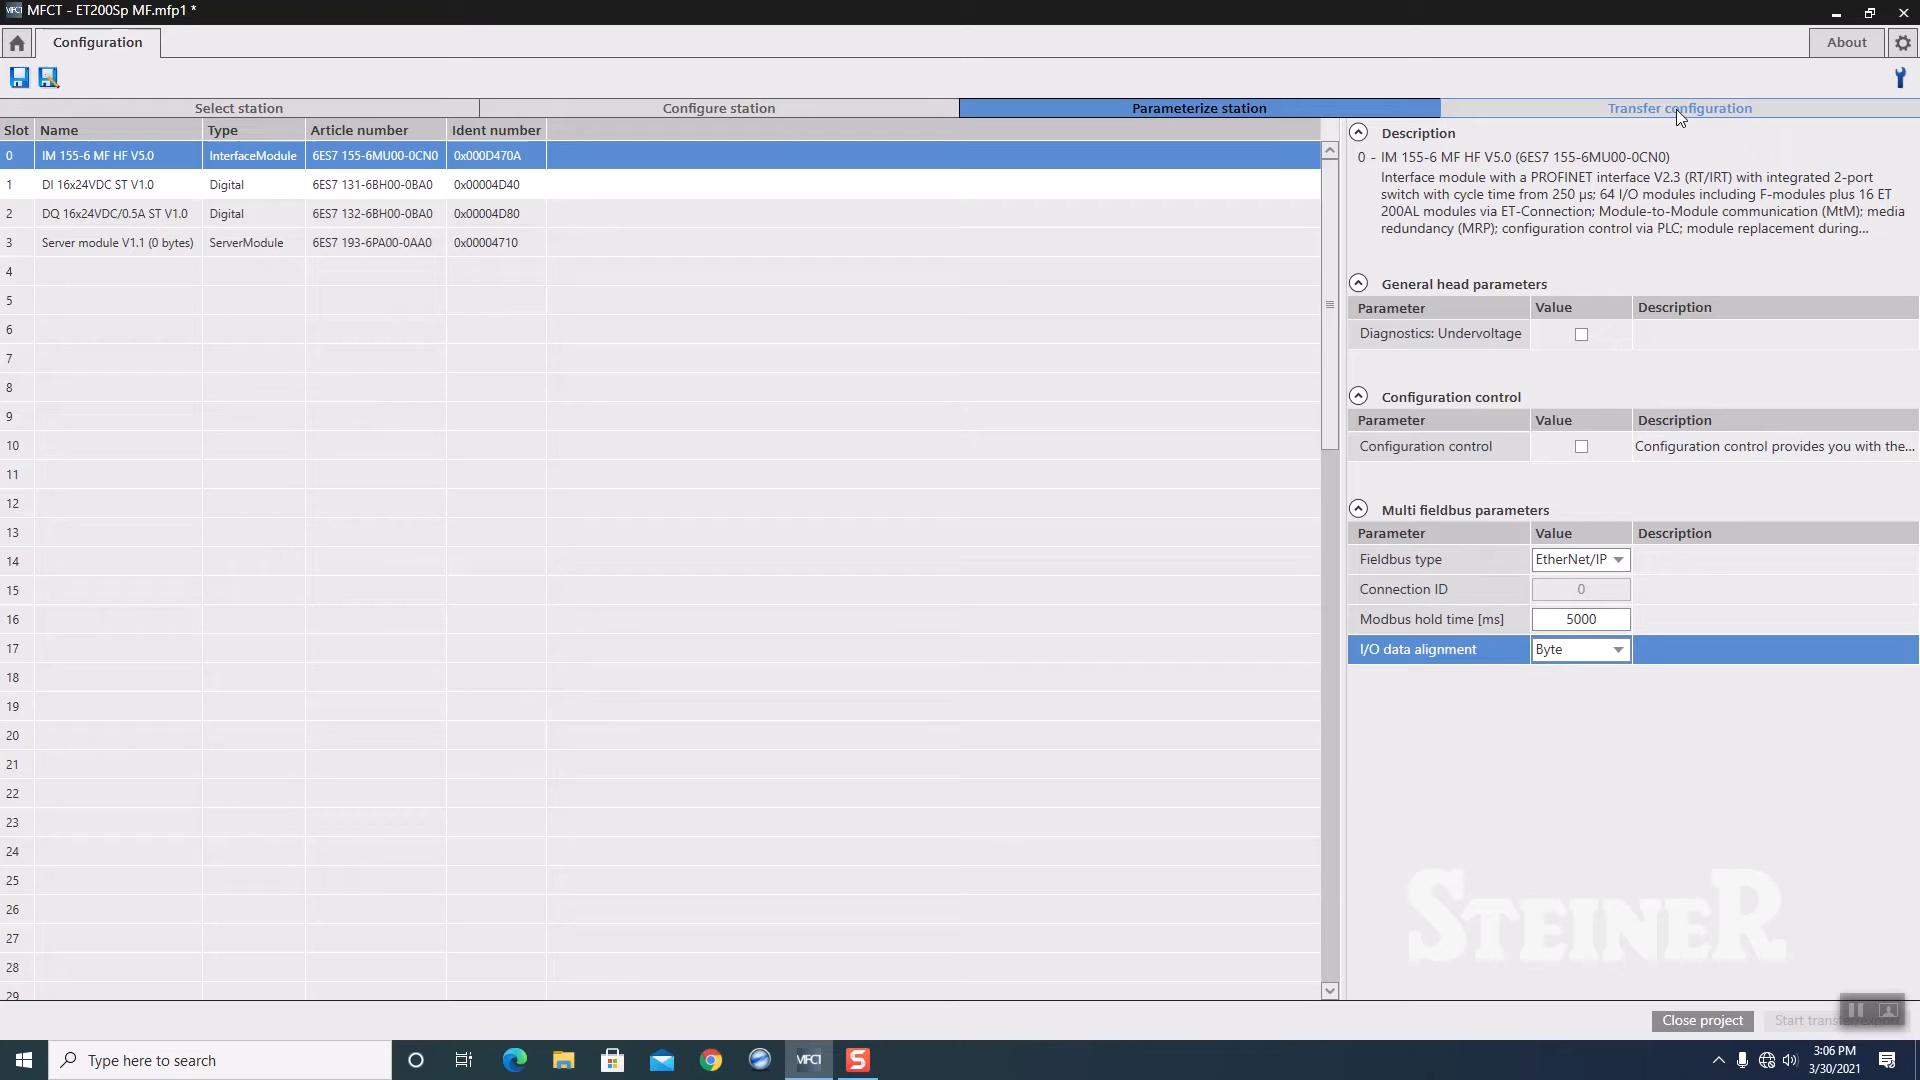 MFCT - ET200Sp MF.mfp1 *
Configuration
About
Select station
Configure station
Parameterize station
Transfer configuration
Slot Name Type Article number Ident number
0 IM 155-6 MF HF V5.0 InterfaceModule 6ES7 155-6MU00-0CN0 0x000D470A
1 DI 16x24VDC ST V1.0 Digital 6ES7 131-6BH00-0BA0 0x00004D40
2 DQ 16x24VDC/0.5A ST V1.0 Digital 6ES7 132-6BH00-0BA0 0x00004D80
3 Server module V1.1 (0 bytes) ServerModule 6ES7 193-6PA00-0AA0 0x00004710
4
5
6
7
8
9
10
11
12
13
14
15
16
17
18
19
20
21
22
23
24
25
26
27
28
29
Description
0 - IM 155-6 MF HF V5.0 (6ES7 155-6MU00-0CN0)
Interface module with a PROFINET interface V2.3 (RT/IRT) with integrated 2-port
switch with cycle time from 250 µs; 64 I/O modules including F-modules plus 16 ET
200AL modules via ET-Connection; Module-to-Module communication (MtM); media
redundancy (MRP); configuration control via PLC; module replacement during...
General head parameters
Parameter Value Description
Diagnostics: Undervoltage
Configuration control
Parameter Value Description
Configuration control Configuration control provides you with the...
Multi fieldbus parameters
Parameter Value Description
Fieldbus type EtherNet/IP
Connection ID 0
Modbus hold time [ms] 5000
I/O data alignment Byte
STEINER
Close project
Start transfer/export
Type here to search
MFCT
S
3:06 PM
3/30/2021